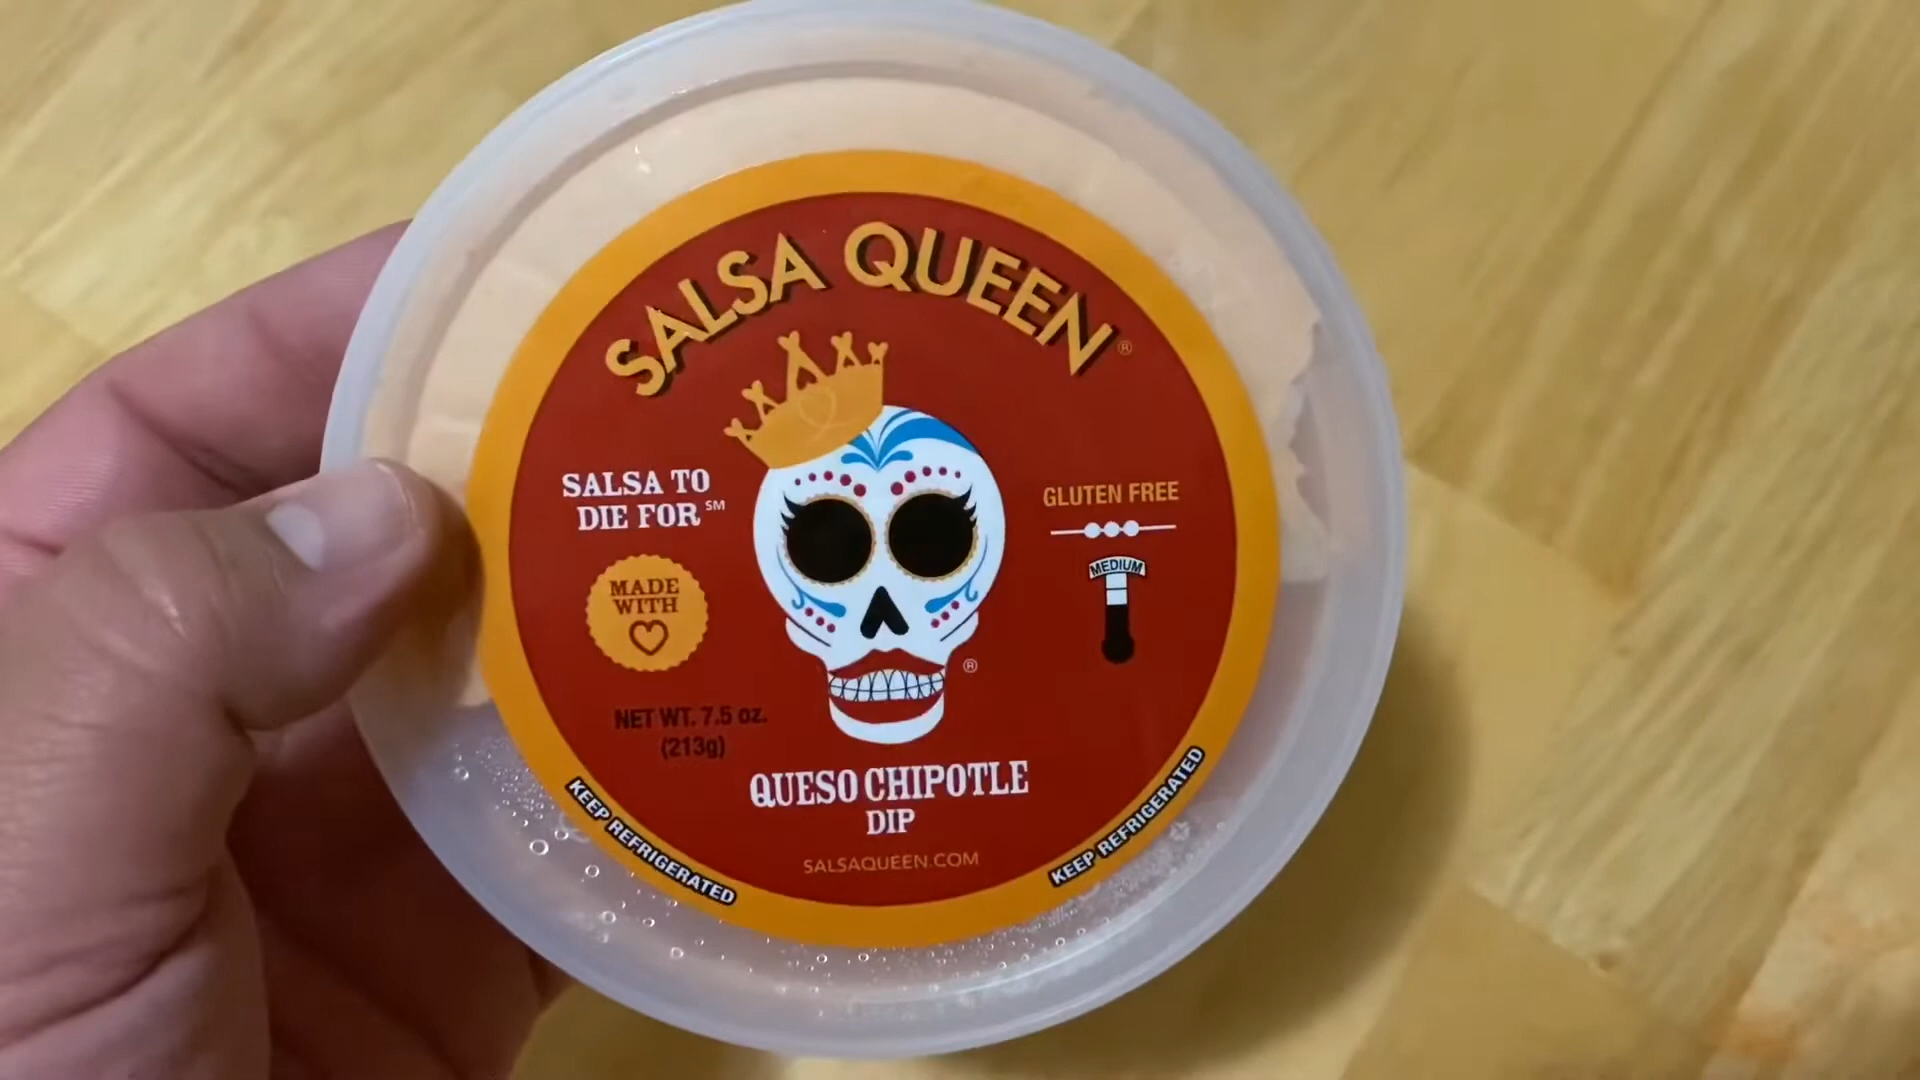 SALSA QUEEN®
SALSA TO
DIE FOR℠
GLUTEN FREE
MEDIUM
MADE
WITH
®
NET WT. 7.5 oz.
(213g)
QUESO CHIPOTLE
DIP
SALSAQUEEN.COM
KEEP REFRIGERATED
KEEP REFRIGERATED